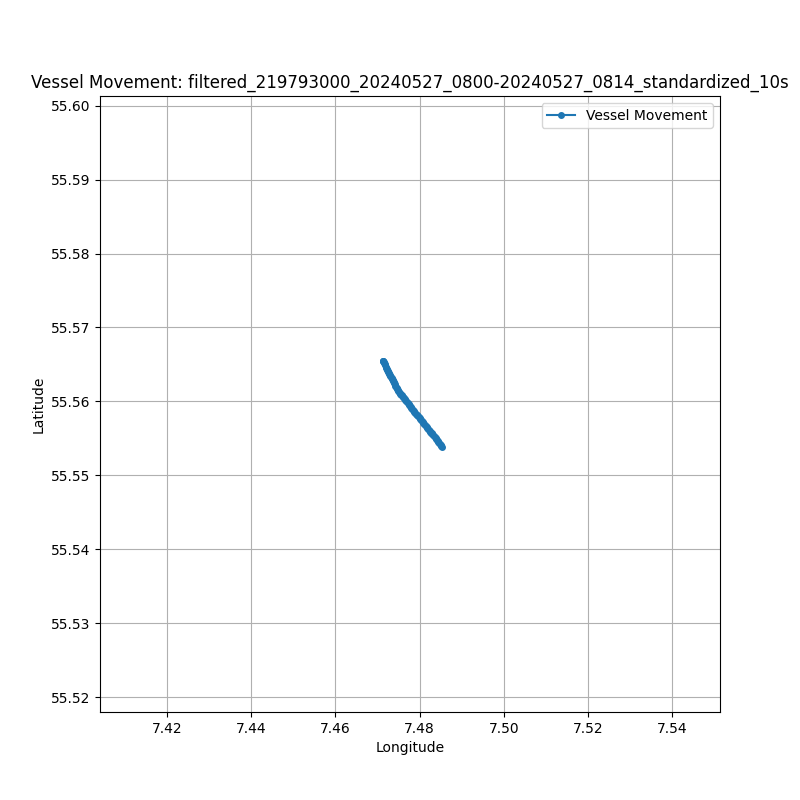 Vessel Movement: filtered_219793000_20240527_0800-20240527_0814_standardized_10s
Vessel Movement
55.60
55.59
55.58
55.57
55.56
55.55
55.54
55.53
55.52
Latitude
7.42 7.44 7.46 7.48 7.50 7.52 7.54
Longitude